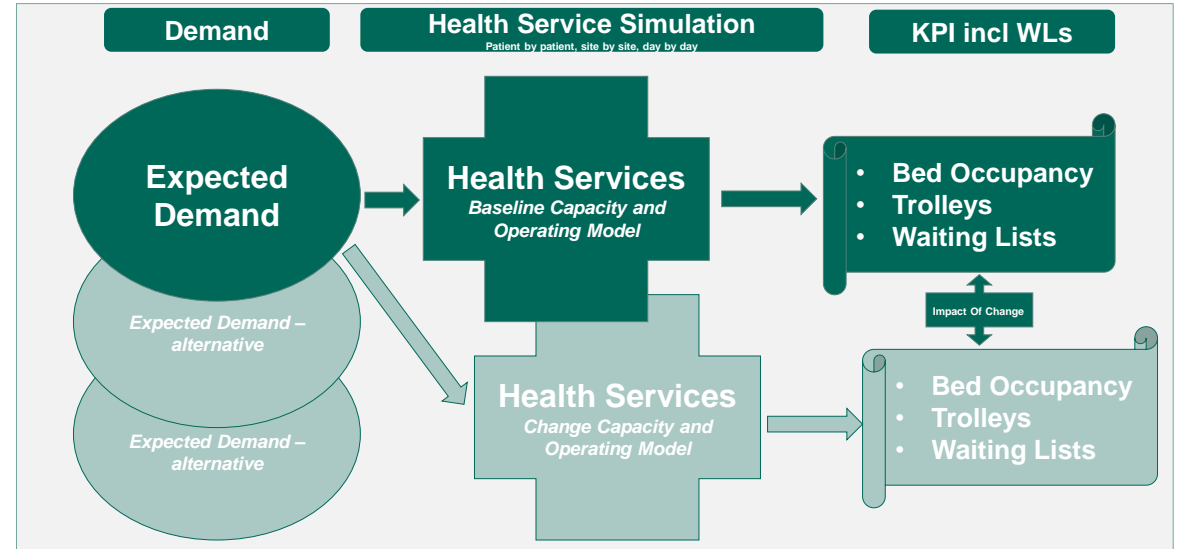 Demand
Health Service Simulation
Patient by patient, site by site, day by day
KPI incl WLs
Expected
Demand
Health Services
Baseline Capacity and
Operating Model
• Bed Occupancy
• Trolleys
• Waiting Lists
Impact Of Change
Expected Demand –
alternative
Expected Demand –
alternative
Health Services
Change Capacity and
Operating Model
• Bed Occupancy
• Trolleys
• Waiting Lists